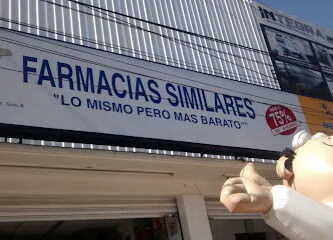 FARMACIAS SIMILARES
"LO MISMO PERO MAS BARATO"
75%